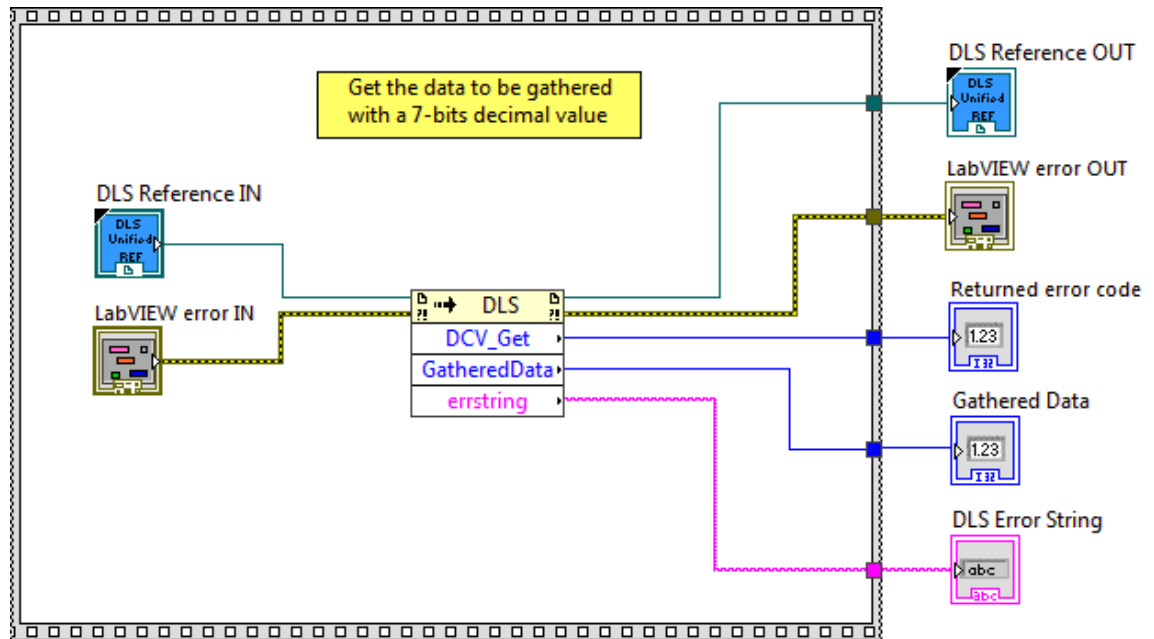 DLS Reference OUT
DLS
Unified
REF
Get the data to be gathered
with a 7-bits decimal value
LabVIEW error OUT
DLS Reference IN
DLS
Unified
REF
Returned error code
1.23
I32
LabVIEW error IN
DLS
DCV_Get
GatheredData
errstring
Gathered Data
1.23
I32
DLS Error String
abc
abc